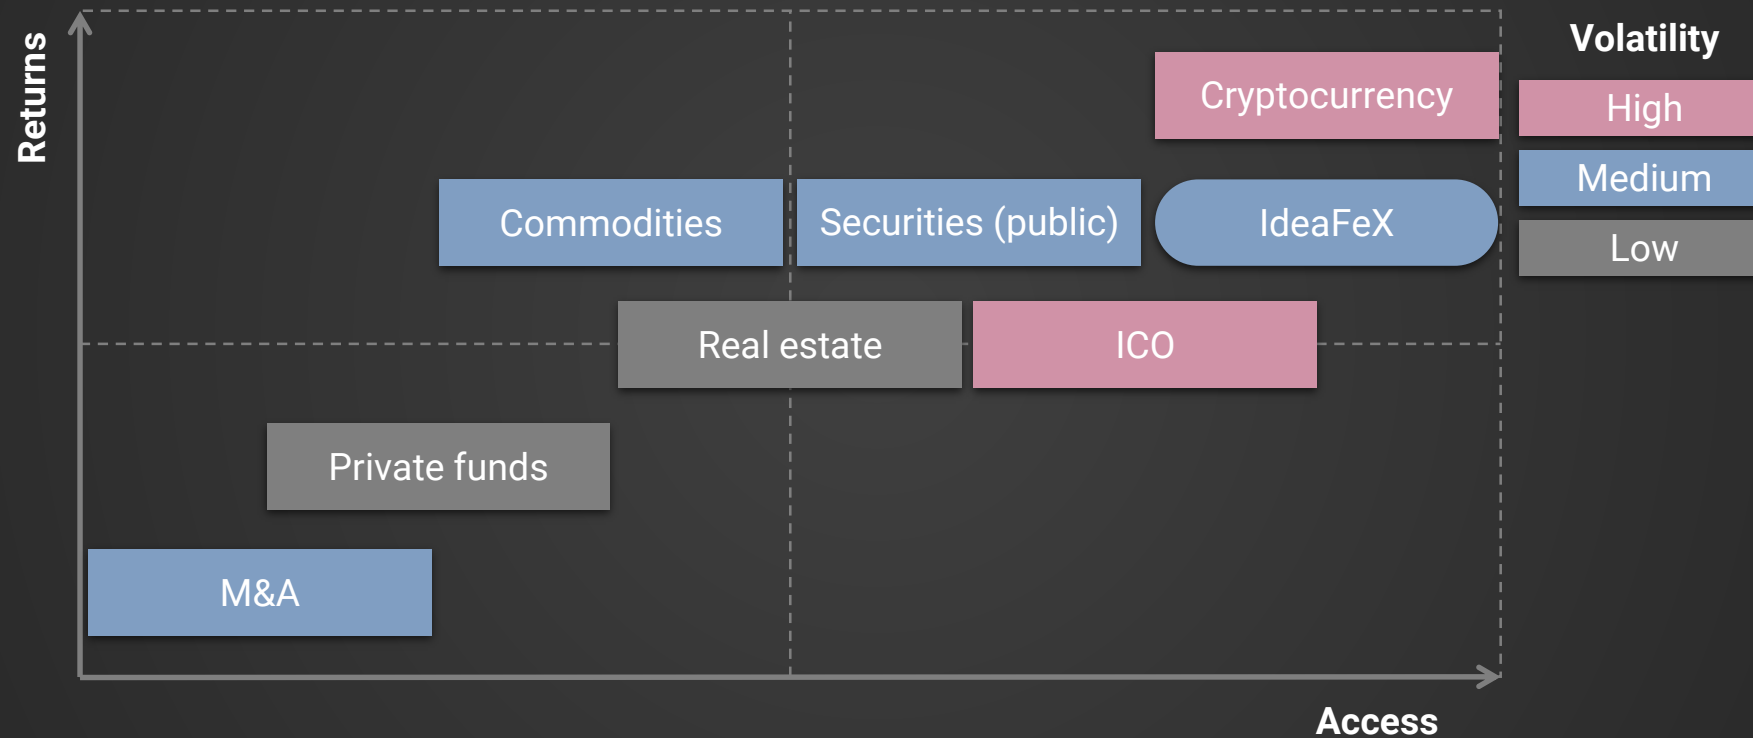 Returns
Volatility
Cryptocurrency
High
Medium
Commodities
Securities (public)
IdeaFeX
Low
Real estate
ICO
Private funds
M&A
Access